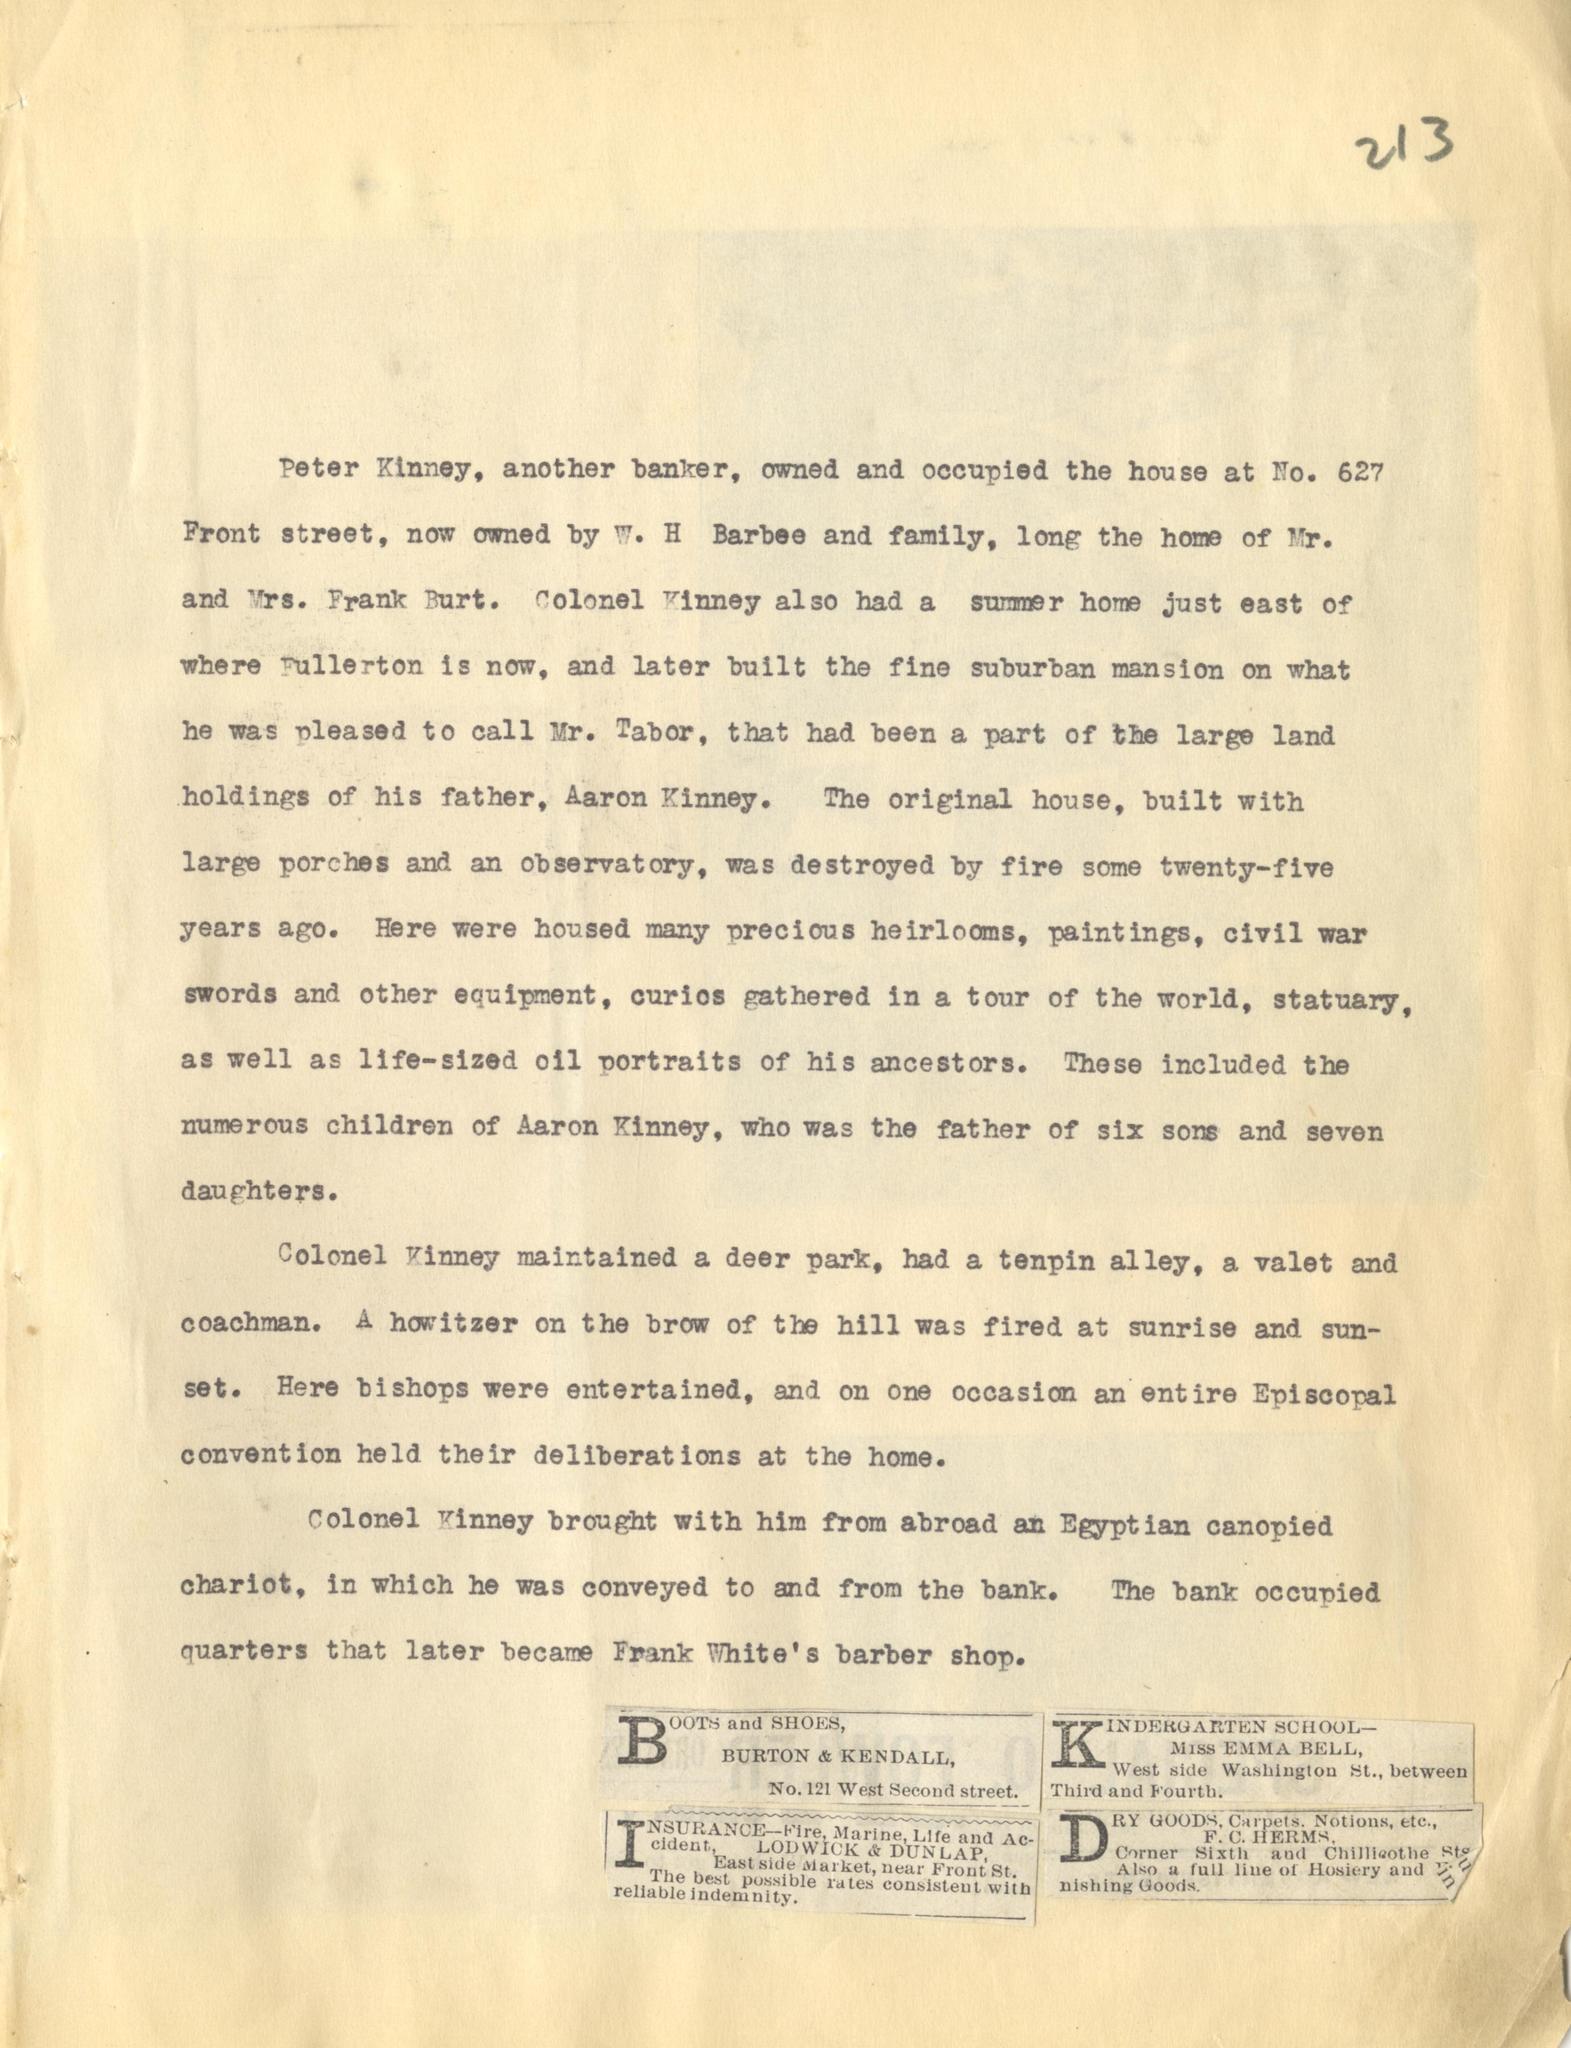 213
Peter Kinney, another banker, owned and occupied the house at No. 627
Front street, now owned by W. H Barbee and family, long the home of Mr.
and Mrs. Frank Burt. Colonel Kinney also had a summer home just east of
where Fullerton is now, and later built the fine suburban mansion on what
he was pleased to call Mr. Tabor, that had been a part of the large land
holdings of his father, Aaron Kinney. The original house, built with
large porches and an observatory, was destroyed by fire some twenty-five
years ago. Here were housed many precious heirlooms, paintings, civil war
swords and other equipment, curios gathered in a tour of the world, statuary,
as well as life-sized oil portraits of his ancestors. These included the
numerous children of Aaron Kinney, who was the father of six sons and seven
daughters.
Colonel Kinney maintained a deer park, had a tenpin alley, a valet and
coachman. A howitzer on the brow of the hill was fired at sunrise and sun-
set. Here bishops were entertained, and on one occasion an entire Episcopal
convention held their deliberations at the home.
Colonel Kinney brought with him from abroad an Egyptian canopied
chariot, in which he was conveyed to and from the bank. The bank occupied
quarters that later became Frank White's barber shop.
BOOTS and SHOES,
BURTON & KENDALL,
No. 121 West Second street.
KINDERGARTEN SCHOOL—
MISS EMMA BELL,
West side Washington St., between
Third and Fourth.
INSURANCE—Fire, Marine, Life and Ac-
cident, LODWICK & DUNLAP,
East side Market, near Front St.
The best possible rates consistent with
reliable indemnity.
DRY GOODS, Carpets, Notions, etc.,
F. C. HERMS,
Corner Sixth and Chillicothe Sts
Also a full line of Hosiery and
nishing Goods.